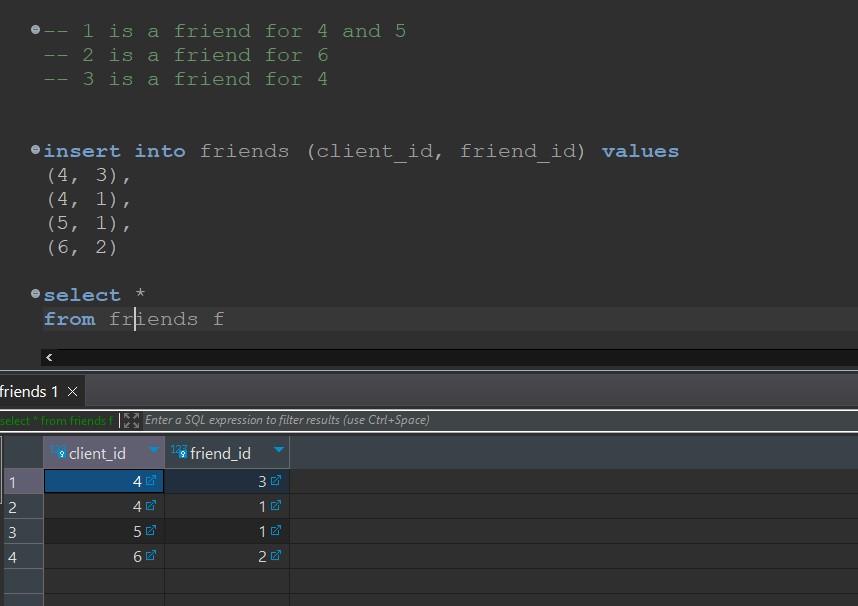 -- 1 is a friend for 4 and 5
-- 2 is a friend for 6
-- 3 is a friend for 4
insert into friends (client_id, friend_id) values
(4, 3),
(4, 1),
(5, 1),
(6, 2)
select *
from friends f
friends 1
select * from friends f Enter a SQL expression to filter results (use Ctrl+Space)
123 client_id 123 friend_id
1 4 3
2 4 1
3 5 1
4 6 2